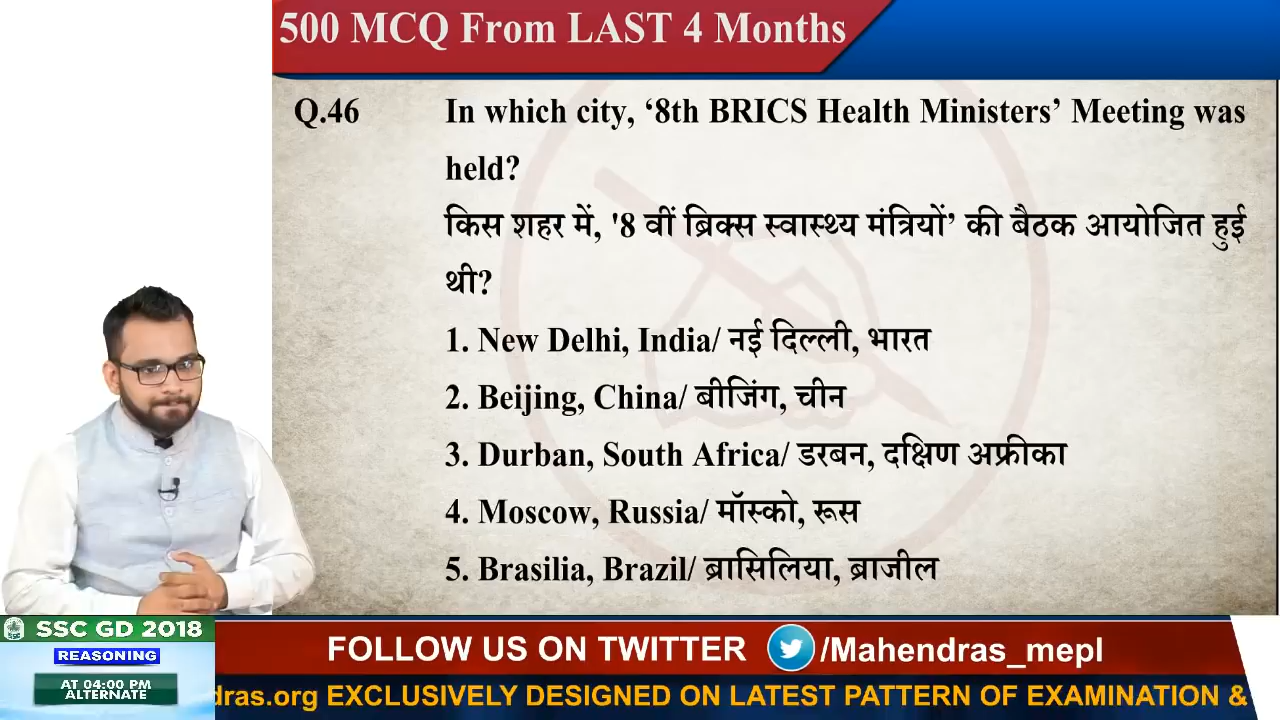 500 MCQ From LAST 4 Months
Q.46 In which city, ‘8th BRICS Health Ministers’ Meeting was
held?
किस शहर में, '8 वीं ब्रिक्स स्वास्थ्य मंत्रियों’ की बैठक आयोजित हुई
थी?
1. New Delhi, India/ नई दिल्ली, भारत
2. Beijing, China/ बीजिंग, चीन
3. Durban, South Africa/ डरबन, दक्षिण अफ्रीका
4. Moscow, Russia/ मॉस्को, रूस
5. Brasilia, Brazil/ ब्रासिलिया, ब्राजील
SSC GD 2018
REASONING
AT 04:00 PM
ALTERNATE
FOLLOW US ON TWITTER /Mahendras_mepl
dras.org EXCLUSIVELY DESIGNED ON LATEST PATTERN OF EXAMINATION &